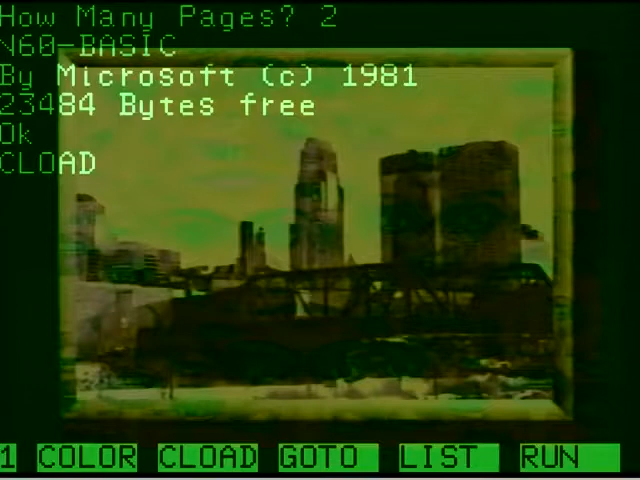 How Many Pages? 2
N60-BASIC
By Microsoft (c) 1981
23484 Bytes free
Ok
CLOAD
1 COLOR CLOAD GOTO LIST RUN